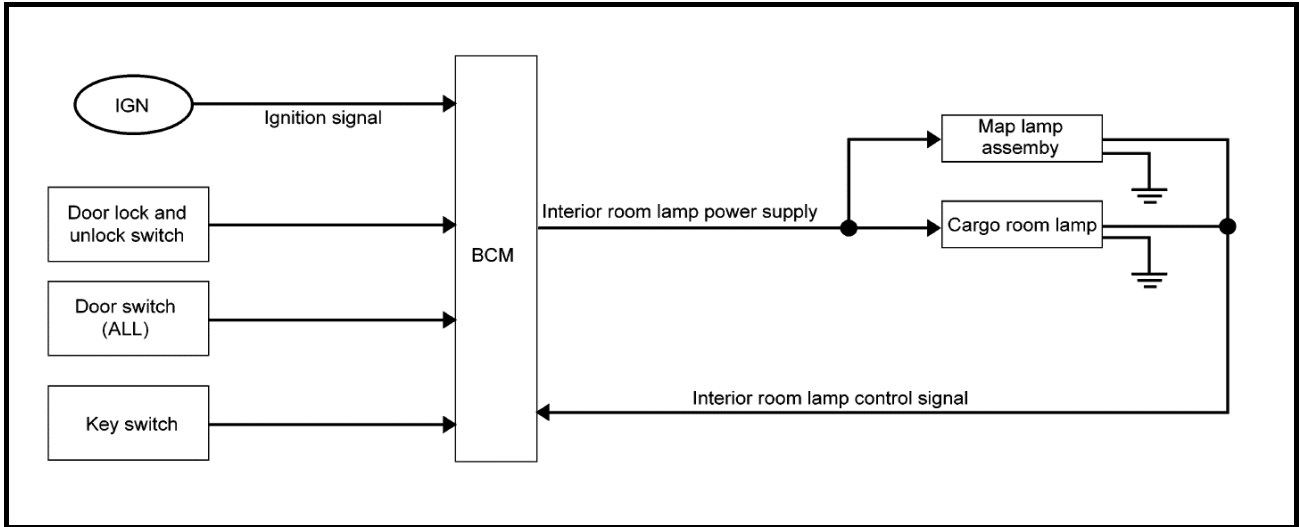 IGN
Ignition signal
Door lock and
unlock switch
Door switch
(ALL)
Key switch
BCM
Interior room lamp power supply
Map lamp
assemby
Cargo room lamp
Interior room lamp control signal